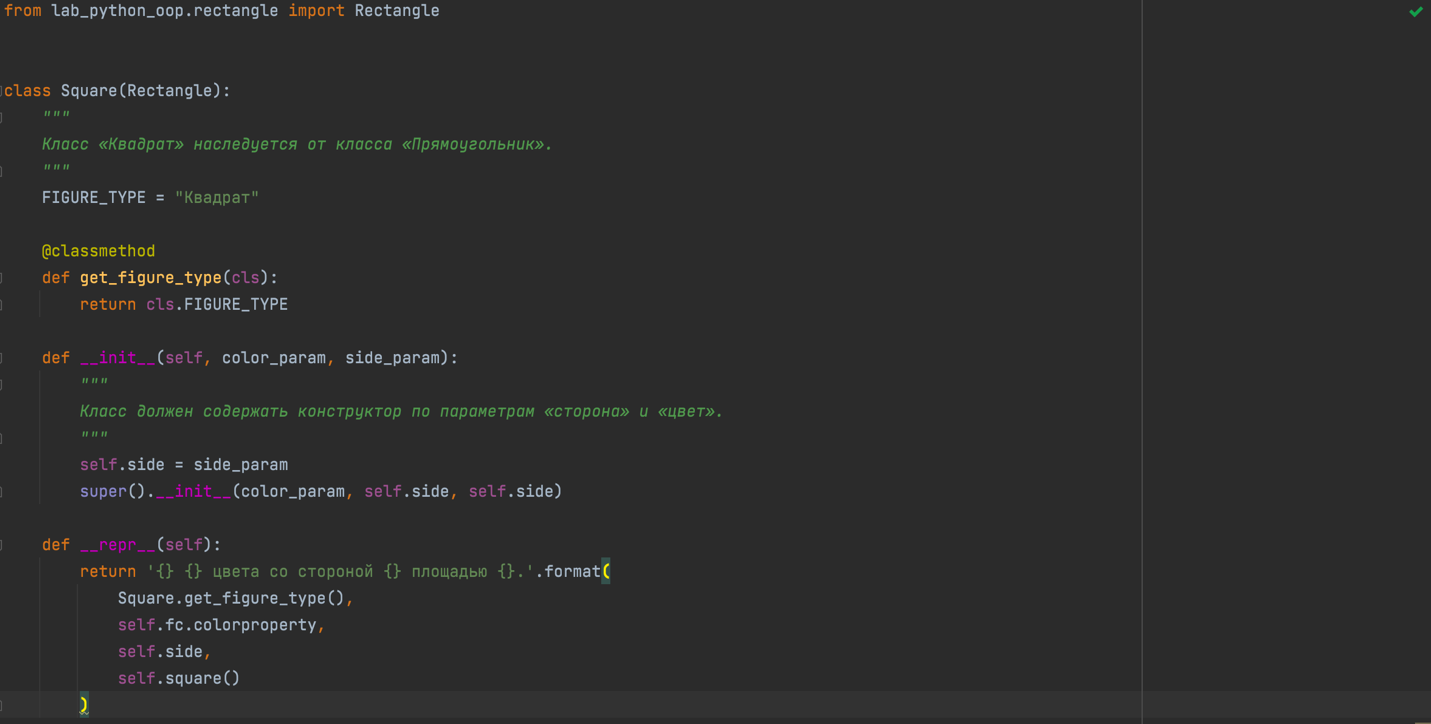 from lab_python_oop.rectangle import Rectangle
class Square(Rectangle):
"""
Класс «Квадрат» наследуется от класса «Прямоугольник».
"""
FIGURE_TYPE = "Квадрат"
@classmethod
def get_figure_type(cls):
return cls.FIGURE_TYPE
def __init__(self, color_param, side_param):
"""
Класс должен содержать конструктор по параметрам «сторона» и «цвет».
"""
self.side = side_param
super().__init__(color_param, self.side, self.side)
def __repr__(self):
return '{} {} цвета со стороной {} площадью {}.'.format(
Square.get_figure_type(),
self.fc.colorproperty,
self.side,
self.square()
)